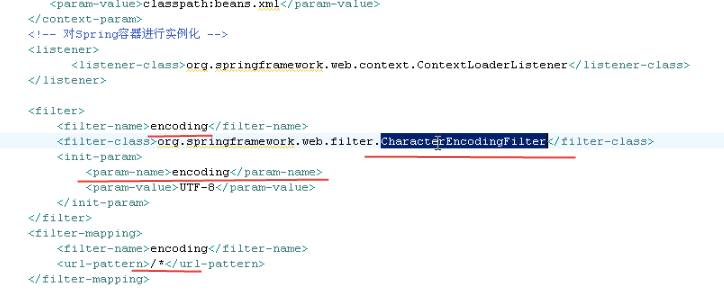 <param-value>classpath:beans.xml</param-value>
</context-param>
<!-- 对Spring容器进行实例化 -->
<listener>
<listener-class>org.springframework.web.context.ContextLoaderListener</listener-class>
</listener>
<filter>
<filter-name>encoding</filter-name>
<filter-class>org.springframework.web.filter.CharacterEncodingFilter</filter-class>
<init-param>
<param-name>encoding</param-name>
<param-value>UTF-8</param-value>
</init-param>
</filter>
<filter-mapping>
<filter-name>encoding</filter-name>
<url-pattern>/*</url-pattern>
</filter-mapping>